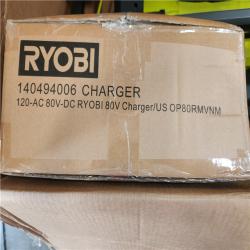 RYOBI
140494006 CHARGER
120-AC 80V-DC RYOBI 80V Charger/US OP80RMVNM